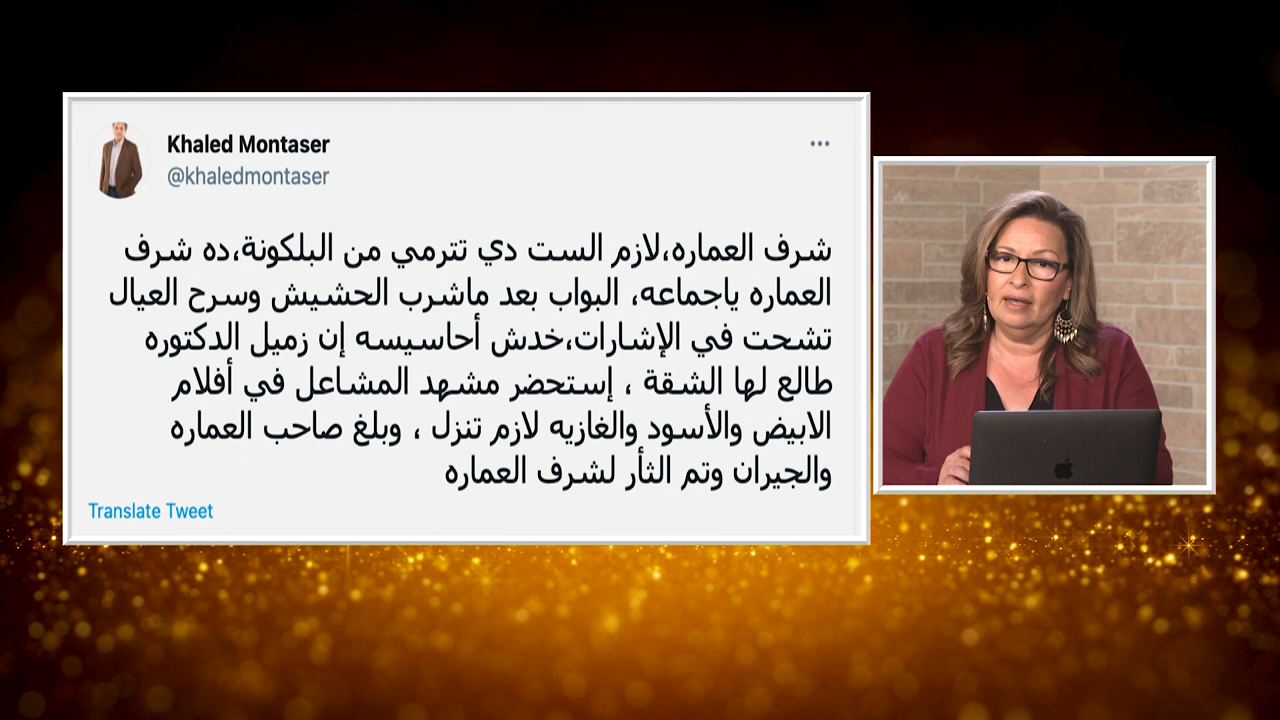 Khaled Montaser
@khaledmontaser
شرف العماره،لازم الست دي تترمي من البلكونة،ده شرف
العماره ياجماعه، البواب بعد ماشرب الحشيش وسرح العيال
تشحت في الإشارات،خدش أحاسيسه إن زميل الدكتوره
طالع لها الشقة ، إستحضر مشهد المشاعل في أفلام
الابيض والأسود والغازيه لازم تنزل ، وبلغ صاحب العماره
والجيران وتم الثأر لشرف العماره
Translate Tweet